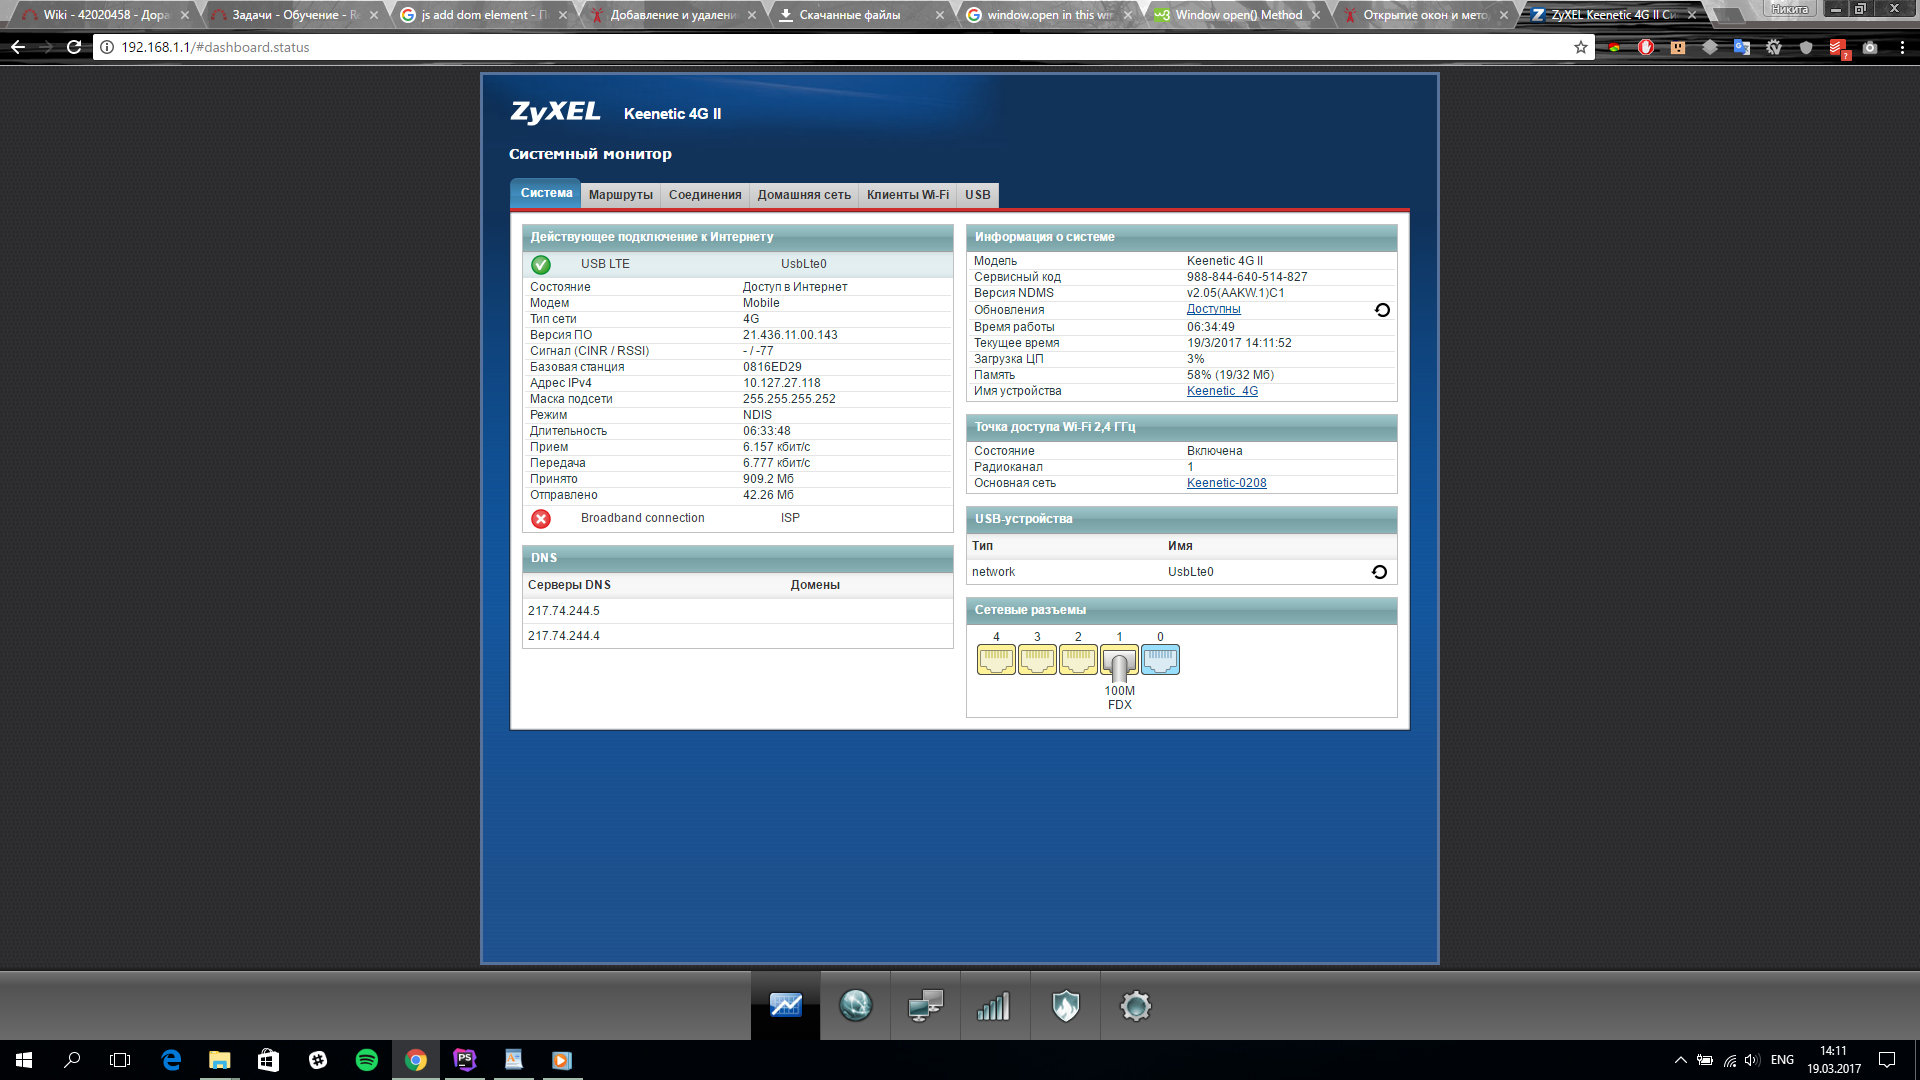 Wiki - 42020458 - Дора
Задачи - Обучение - Re
js add dom element - П
Добавление и удалени
Скачанные файлы
window.open in this wi
Window open() Method
Открытие окон и мето
ZyXEL Keenetic 4G II Си
Никита
192.168.1.1/#dashboard.status
ZyXEL Keenetic 4G II
Системный монитор
Система Маршруты Соединения Домашняя сеть Клиенты Wi-Fi USB
Действующее подключение к Интернету
USB LTE UsbLte0
Состояние Доступ в Интернет
Модем Mobile
Тип сети 4G
Версия ПО 21.436.11.00.143
Сигнал (CINR / RSSI) - / -77
Базовая станция 0816ED29
Адрес IPv4 10.127.27.118
Маска подсети 255.255.255.252
Режим NDIS
Длительность 06:33:48
Прием 6.157 кбит/с
Передача 6.777 кбит/с
Принято 909.2 Мб
Отправлено 42.26 Мб
Broadband connection ISP
DNS
Серверы DNS Домены
217.74.244.5
217.74.244.4
Информация о системе
Модель Keenetic 4G II
Сервисный код 988-844-640-514-827
Версия NDMS v2.05(AAKW.1)C1
Обновления Доступны
Время работы 06:34:49
Текущее время 19/3/2017 14:11:52
Загрузка ЦП 3%
Память 58% (19/32 Мб)
Имя устройства Keenetic_4G
Точка доступа Wi-Fi 2,4 ГГц
Состояние Включена
Радиоканал 1
Основная сеть Keenetic-0208
USB-устройства
Тип Имя
network UsbLte0
Сетевые разъемы
4 3 2 1 0
100M
FDX
ENG
14:11
19.03.2017